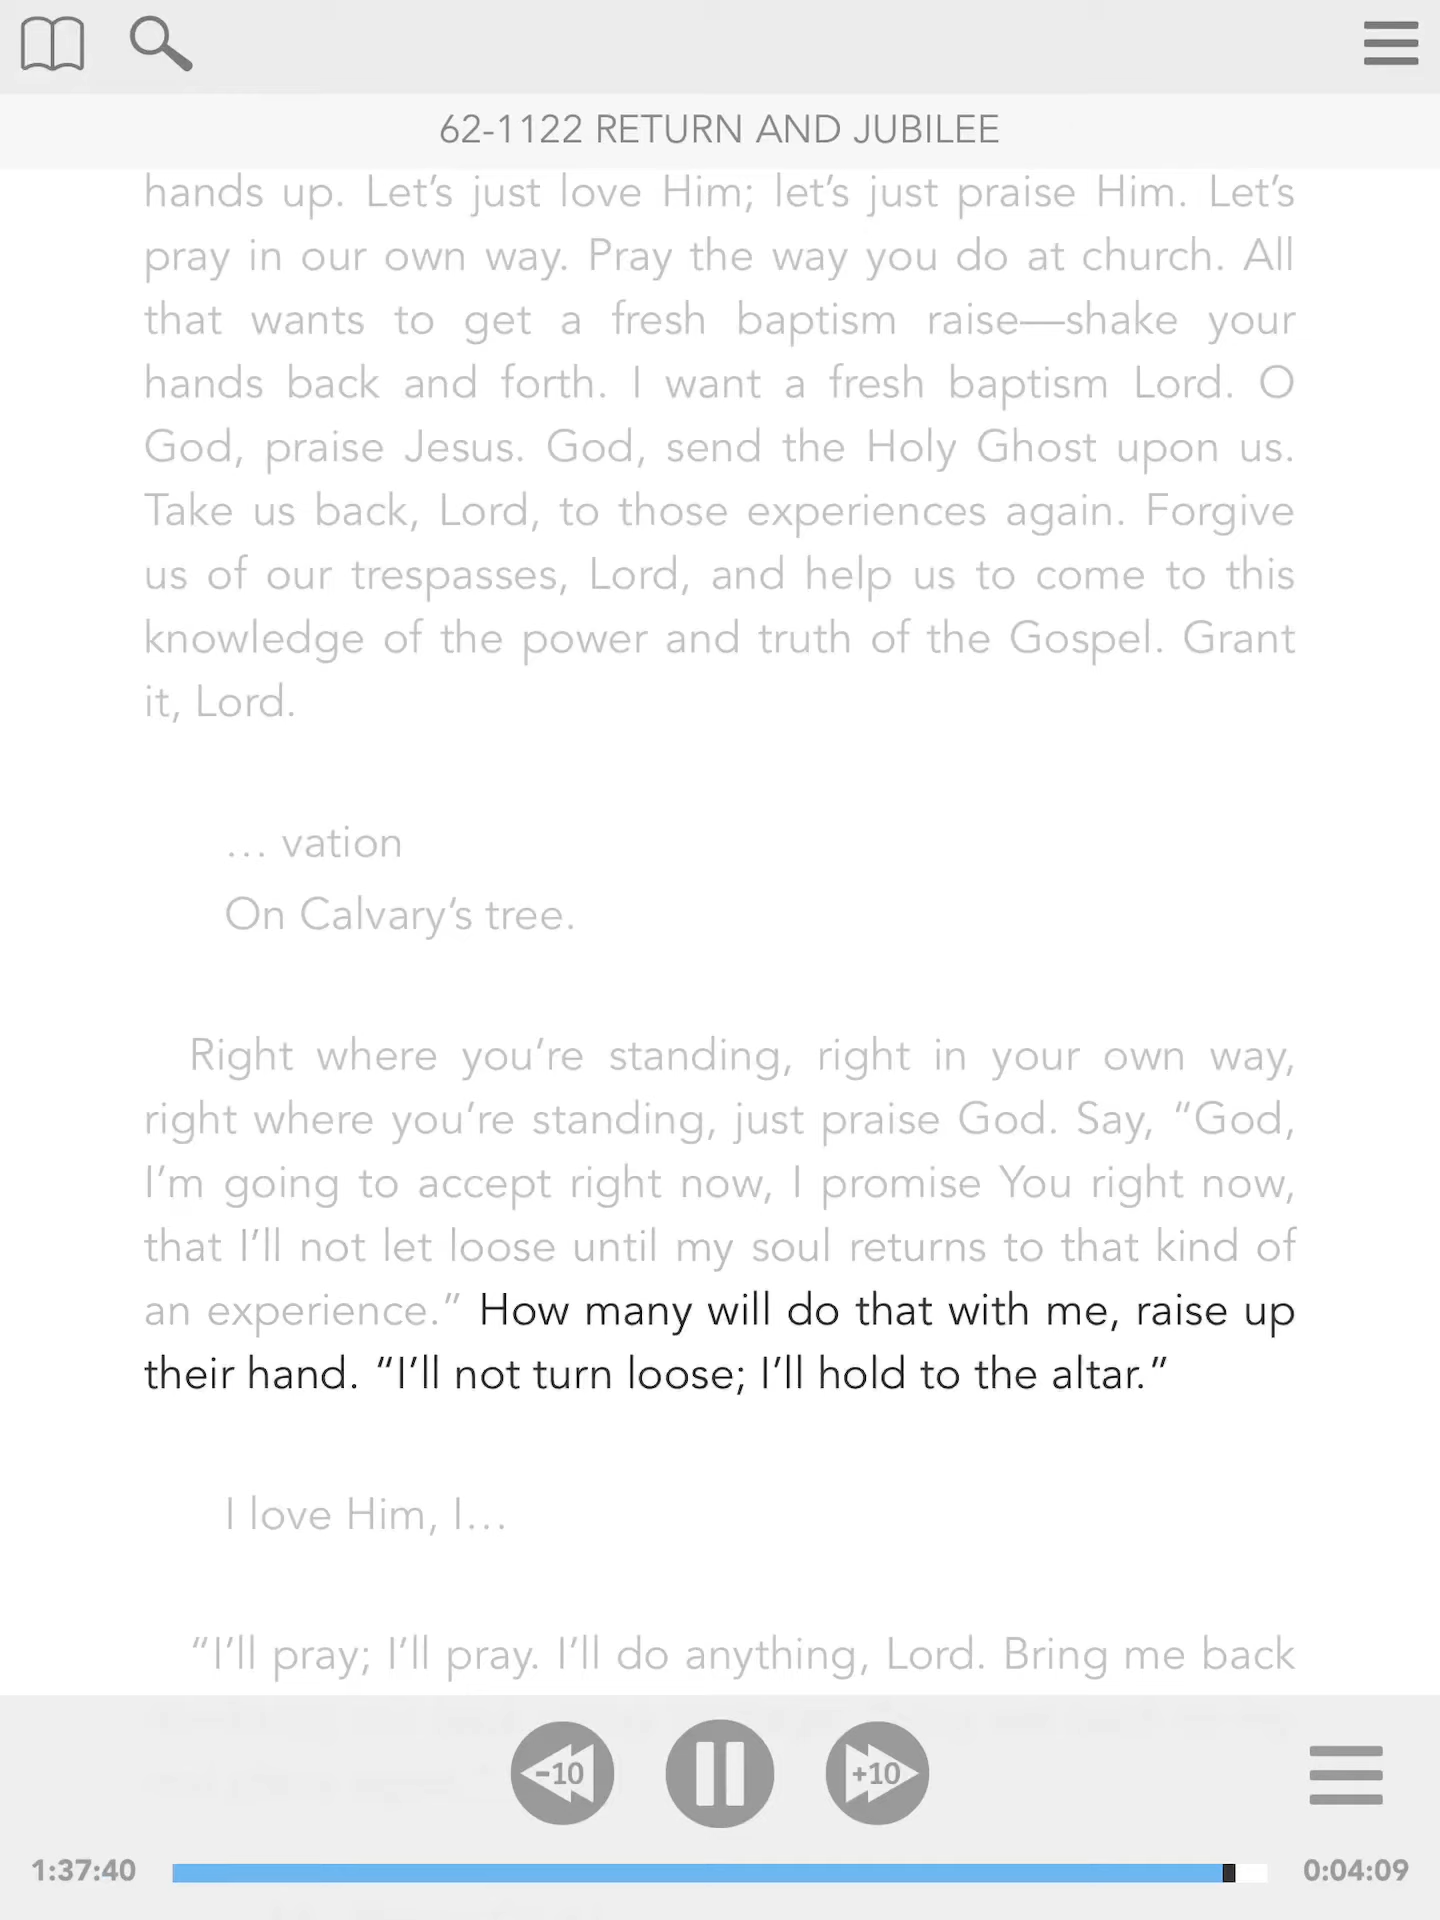 62-1122 RETURN AND JUBILEE
hands up. Let’s just love Him; let’s just praise Him. Let’s
pray in our own way. Pray the way you do at church. All
that wants to get a fresh baptism raise—shake your
hands back and forth. I want a fresh baptism Lord. O
God, praise Jesus. God, send the Holy Ghost upon us.
Take us back, Lord, to those experiences again. Forgive
us of our trespasses, Lord, and help us to come to this
knowledge of the power and truth of the Gospel. Grant
it, Lord.
… vation
On Calvary’s tree.
Right where you’re standing, right in your own way,
right where you’re standing, just praise God. Say, “God,
I’m going to accept right now, I promise You right now,
that I’ll not let loose until my soul returns to that kind of
an experience.” How many will do that with me, raise up
their hand. “I’ll not turn loose; I’ll hold to the altar.”
I love Him, I…
“I’ll pray; I’ll pray. I’ll do anything, Lord. Bring me back
-10 +10
1:37:40 0:04:09